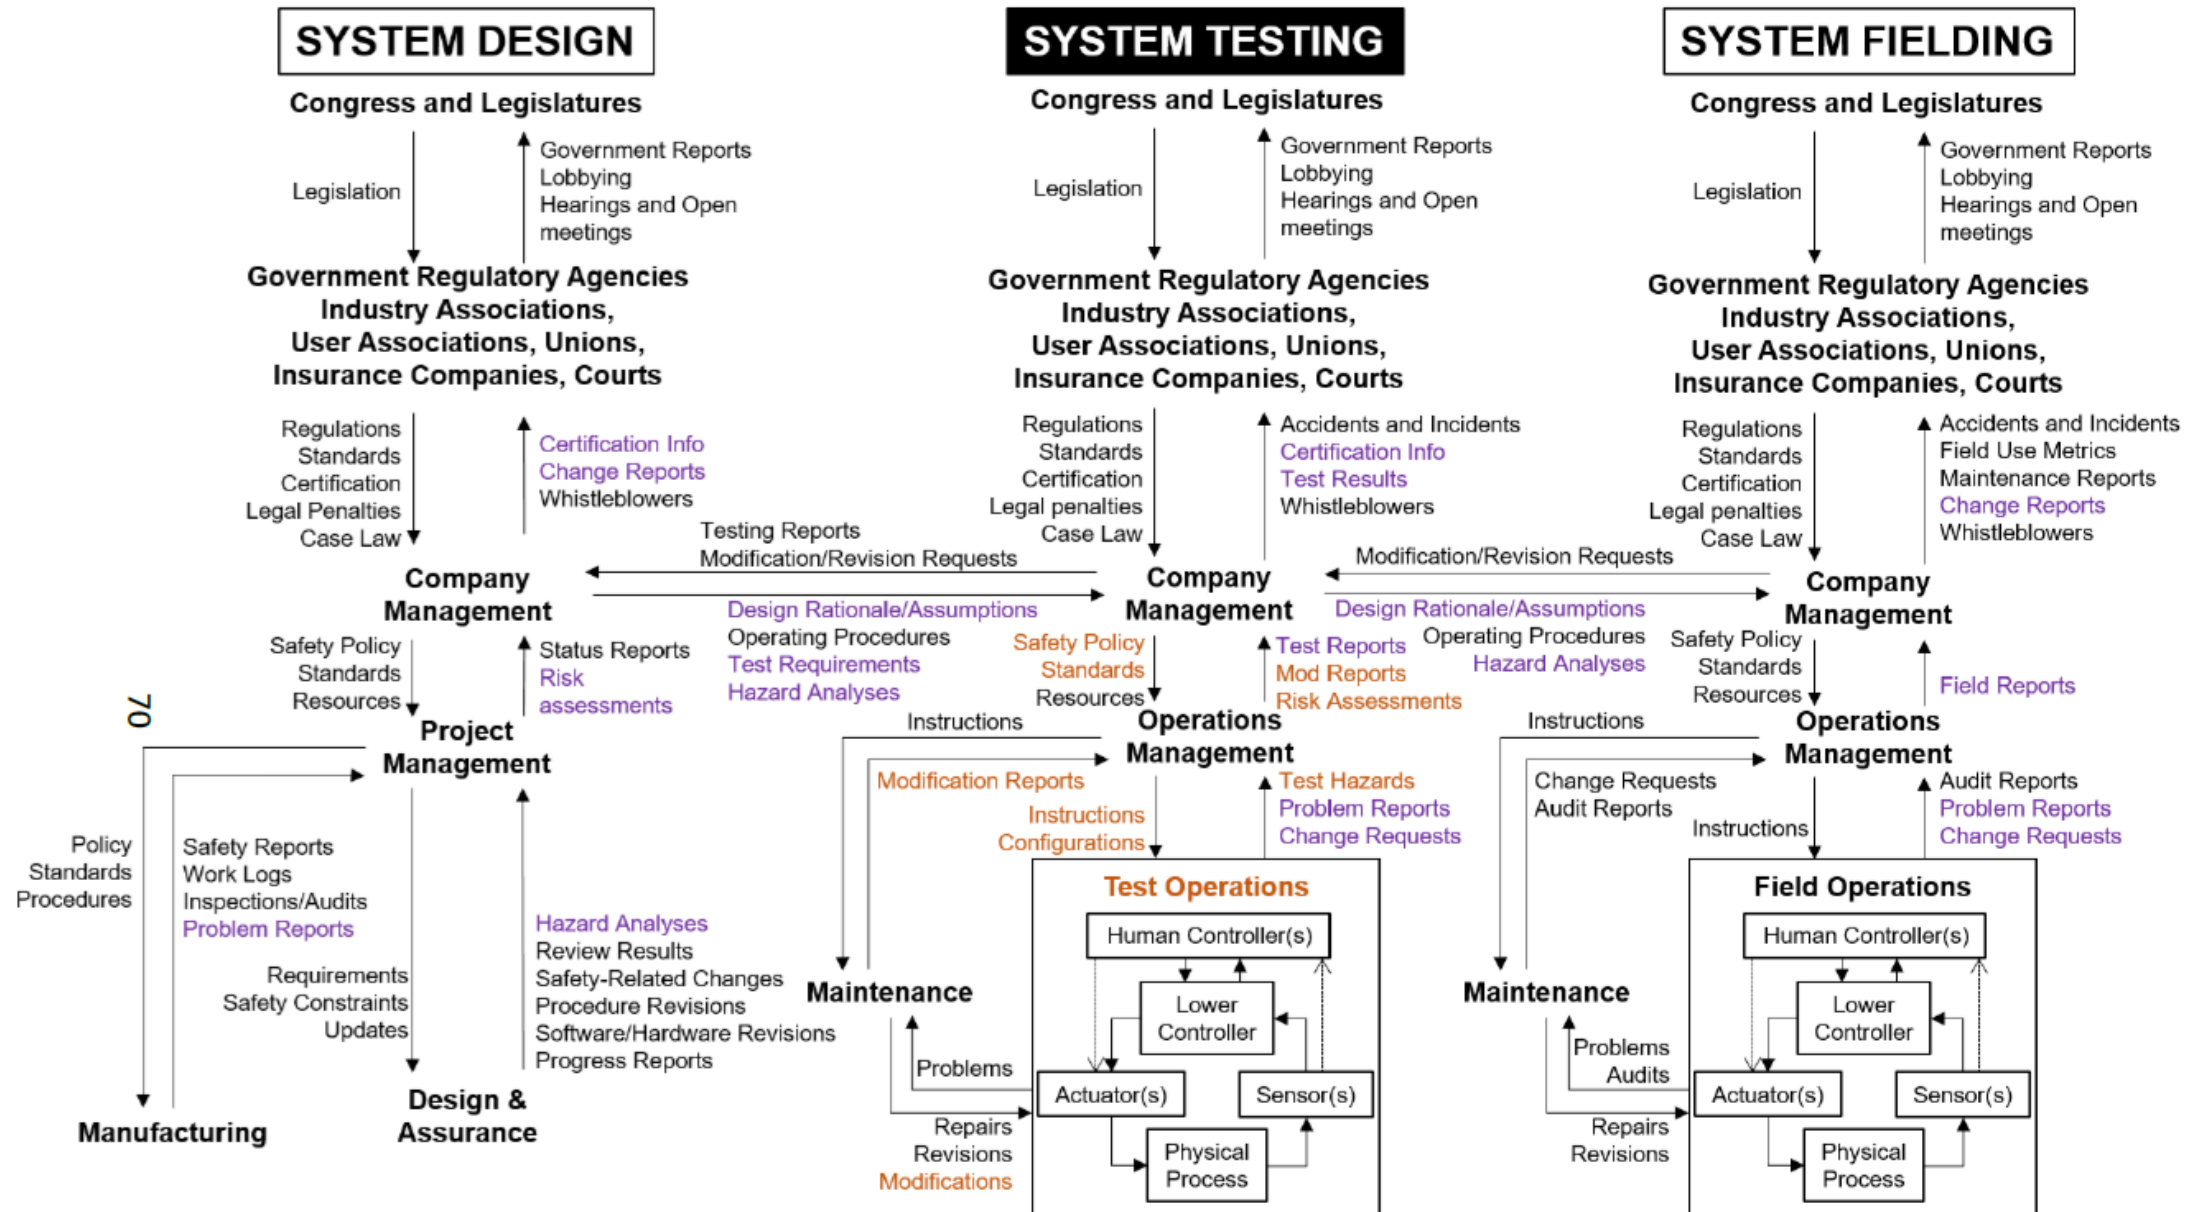 SYSTEM DESIGN
Congress and Legislatures
Legislation
Government Reports
Lobbying
Hearings and Open
meetings
Government Regulatory Agencies
Industry Associations,
User Associations, Unions,
Insurance Companies, Courts
Regulations
Standards
Certification
Legal Penalties
Case Law
Certification Info
Change Reports
Whistleblowers
Company
Management
Testing Reports
Modification/Revision Requests
Design Rationale/Assumptions
Operating Procedures
Test Requirements
Hazard Analyses
Safety Policy
Standards
Resources
Status Reports
Risk
assessments
70
Project
Management
Policy
Standards
Procedures
Safety Reports
Work Logs
Inspections/Audits
Problem Reports
Requirements
Safety Constraints
Updates
Hazard Analyses
Review Results
Safety-Related Changes
Procedure Revisions
Software/Hardware Revisions
Progress Reports
Manufacturing
Design &
Assurance
SYSTEM TESTING
Congress and Legislatures
Legislation
Government Reports
Lobbying
Hearings and Open
meetings
Government Regulatory Agencies
Industry Associations,
User Associations, Unions,
Insurance Companies, Courts
Regulations
Standards
Certification
Legal penalties
Case Law
Accidents and Incidents
Certification Info
Test Results
Whistleblowers
Company
Management
Modification/Revision Requests
Design Rationale/Assumptions
Operating Procedures
Hazard Analyses
Safety Policy
Standards
Resources
Test Reports
Mod Reports
Risk Assessments
Operations
Management
Instructions
Modification Reports
Instructions
Configurations
Test Hazards
Problem Reports
Change Requests
Maintenance
Problems
Repairs
Revisions
Modifications
Test Operations
Human Controller(s)
Lower
Controller
Actuator(s)
Sensor(s)
Physical
Process
SYSTEM FIELDING
Congress and Legislatures
Legislation
Government Reports
Lobbying
Hearings and Open
meetings
Government Regulatory Agencies
Industry Associations,
User Associations, Unions,
Insurance Companies, Courts
Regulations
Standards
Certification
Legal penalties
Case Law
Accidents and Incidents
Field Use Metrics
Maintenance Reports
Change Reports
Whistleblowers
Company
Management
Safety Policy
Standards
Resources
Field Reports
Operations
Management
Instructions
Change Requests
Audit Reports
Instructions
Audit Reports
Problem Reports
Change Requests
Maintenance
Problems
Audits
Repairs
Revisions
Field Operations
Human Controller(s)
Lower
Controller
Actuator(s)
Sensor(s)
Physical
Process